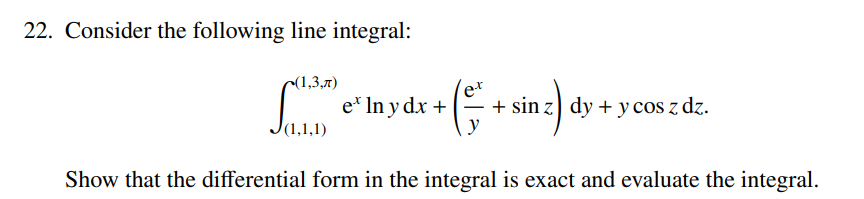 22. Consider the following line integral:
∫_{(1,1,1)}^{(1,3,π)} e^x ln y dx + (e^x/y + sin z) dy + y cos z dz.
Show that the differential form in the integral is exact and evaluate the integral.